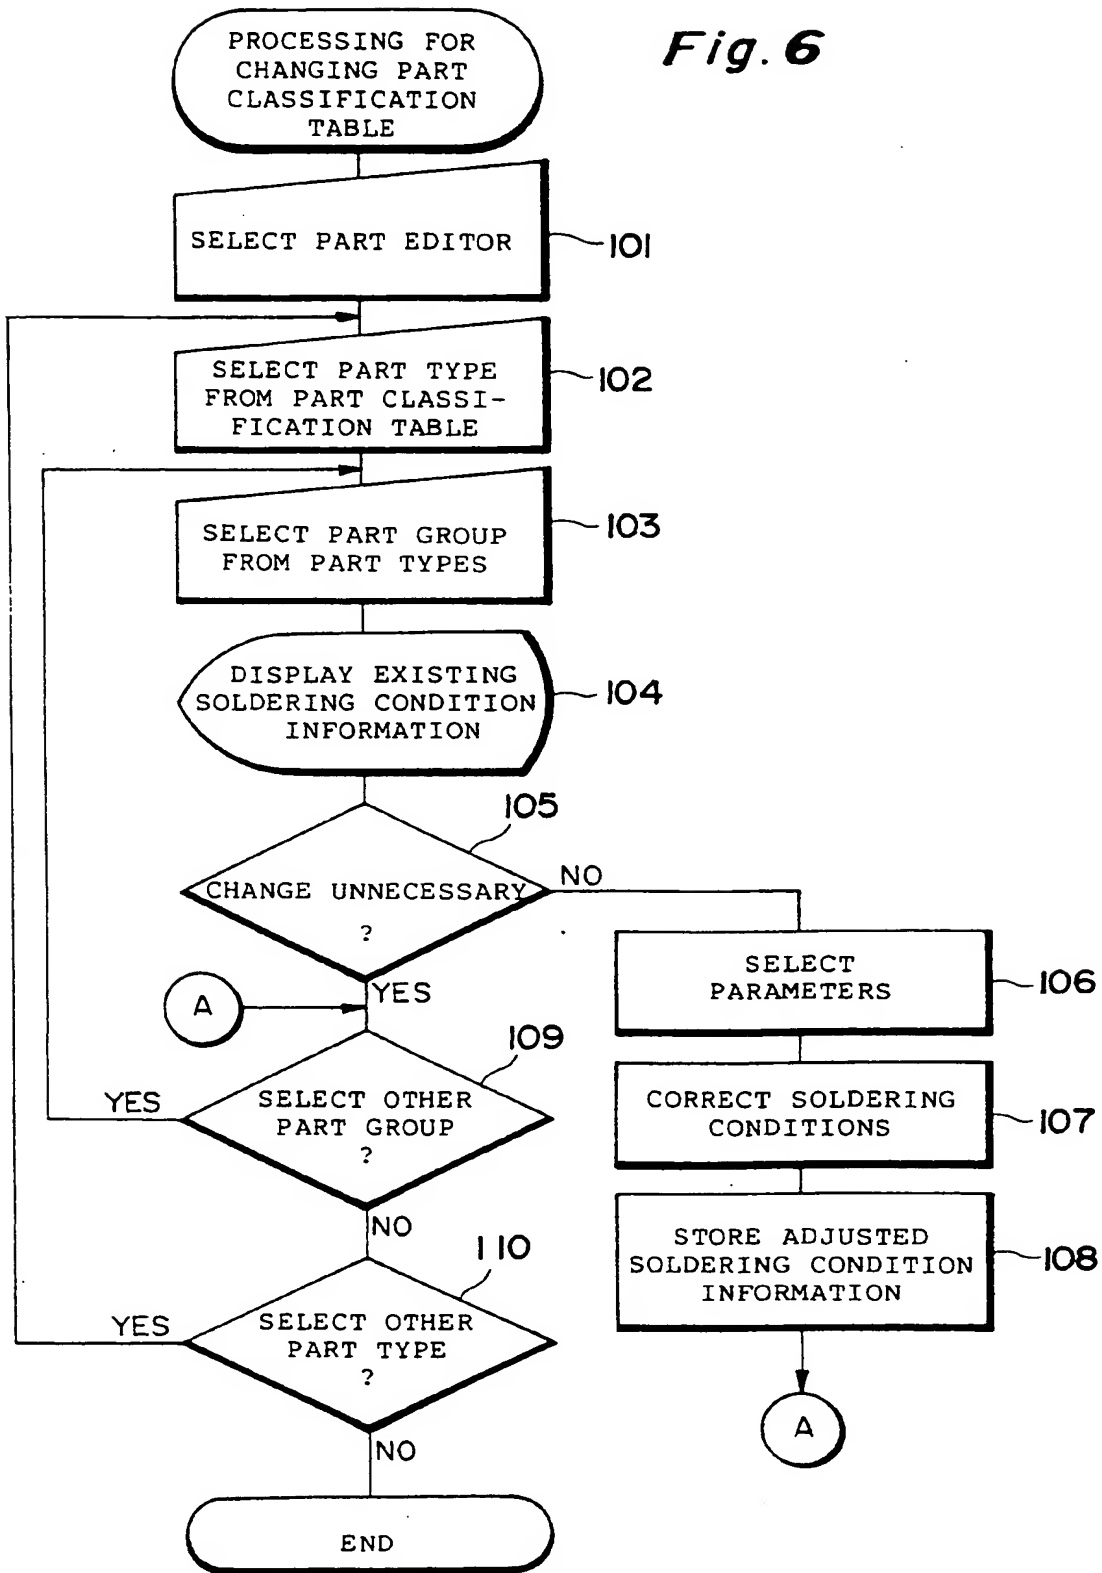 Fig. 6
PROCESSING FOR
CHANGING PART
CLASSIFICATION
TABLE
SELECT PART EDITOR
101
SELECT PART TYPE
FROM PART CLASSI-
FICATION TABLE
102
SELECT PART GROUP
FROM PART TYPES
103
DISPLAY EXISTING
SOLDERING CONDITION
INFORMATION
104
105
CHANGE UNNECESSARY
?
NO
YES
SELECT
PARAMETERS
106
A
109
CORRECT SOLDERING
CONDITIONS
107
YES
SELECT OTHER
PART GROUP
?
NO
STORE ADJUSTED
SOLDERING CONDITION
INFORMATION
108
110
YES
SELECT OTHER
PART TYPE
?
NO
A
END